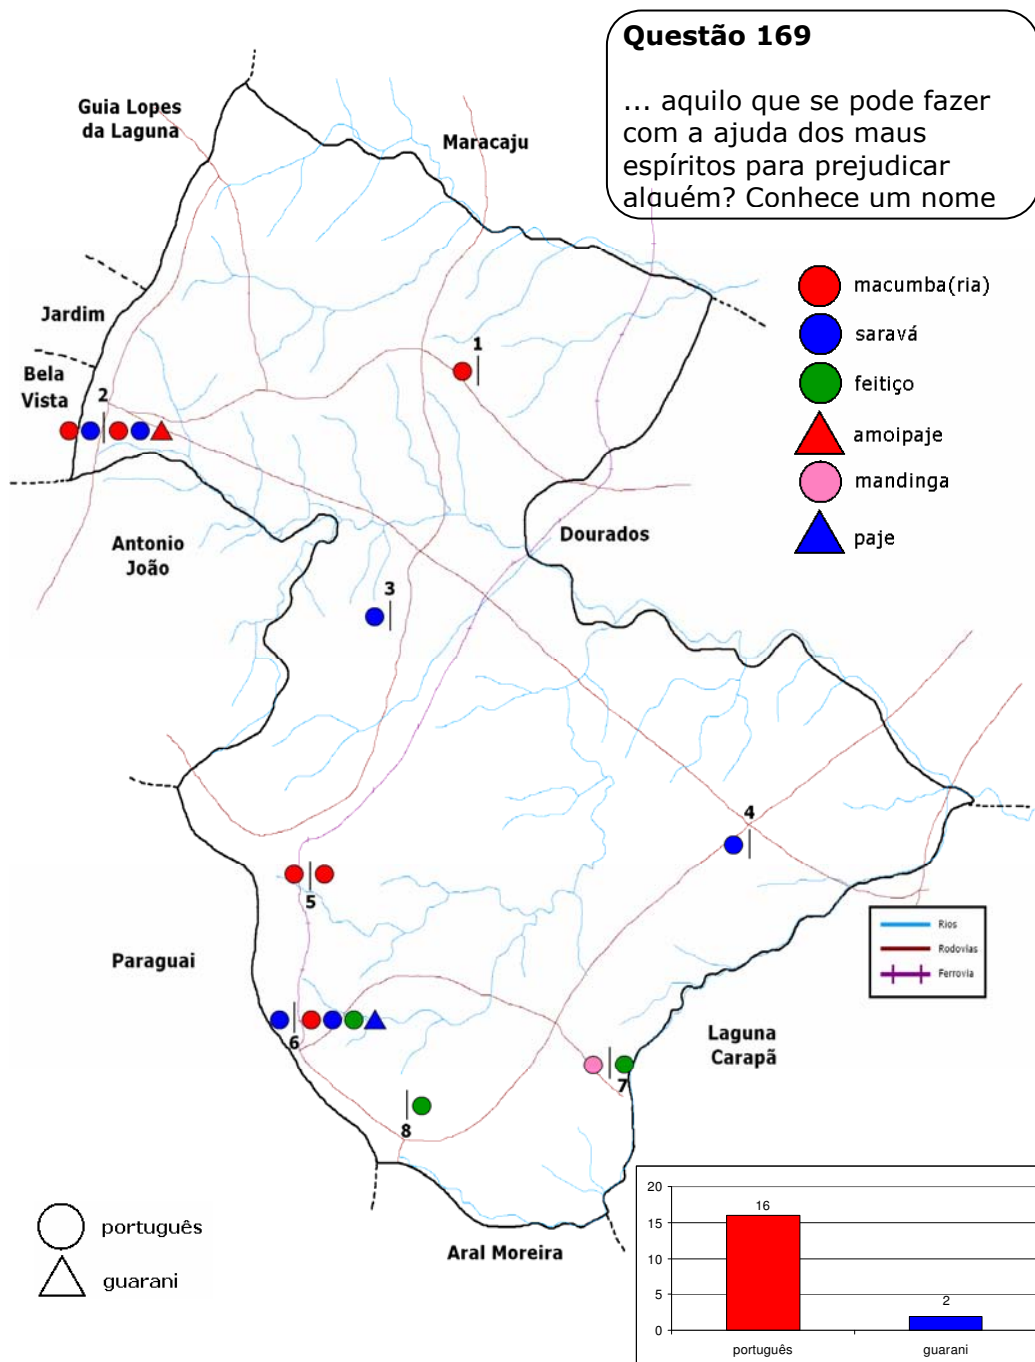 Questão 169
... aquilo que se pode fazer
com a ajuda dos maus
espíritos para prejudicar
alguém? Conhece um nome
Guia Lopes
da Laguna
Maracaju
macumba(ria)
saravá
feitiço
amoipaje
mandinga
paje
Jardim
Bela
Vista
1
2
Antonio
João
Dourados
3
4
5
Paraguai
Rios
Rodovias
Ferrovia
6
Laguna
Carapã
7
8
português
guarani
Aral Moreira
20
15
10
5
0
16
2
português
guarani